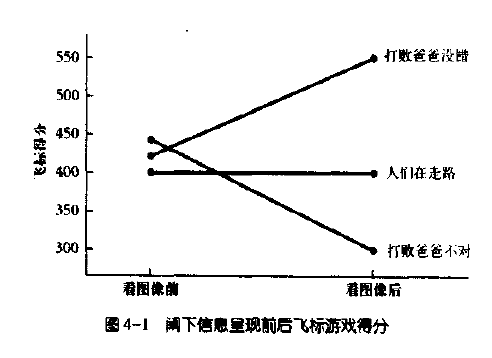 550
打败爸爸没错
500
450
400
人们在走路
350
300
打败爸爸不对
飞标得分
看图像前
看图像后
图4-1 阈下信息呈现前后飞标游戏得分